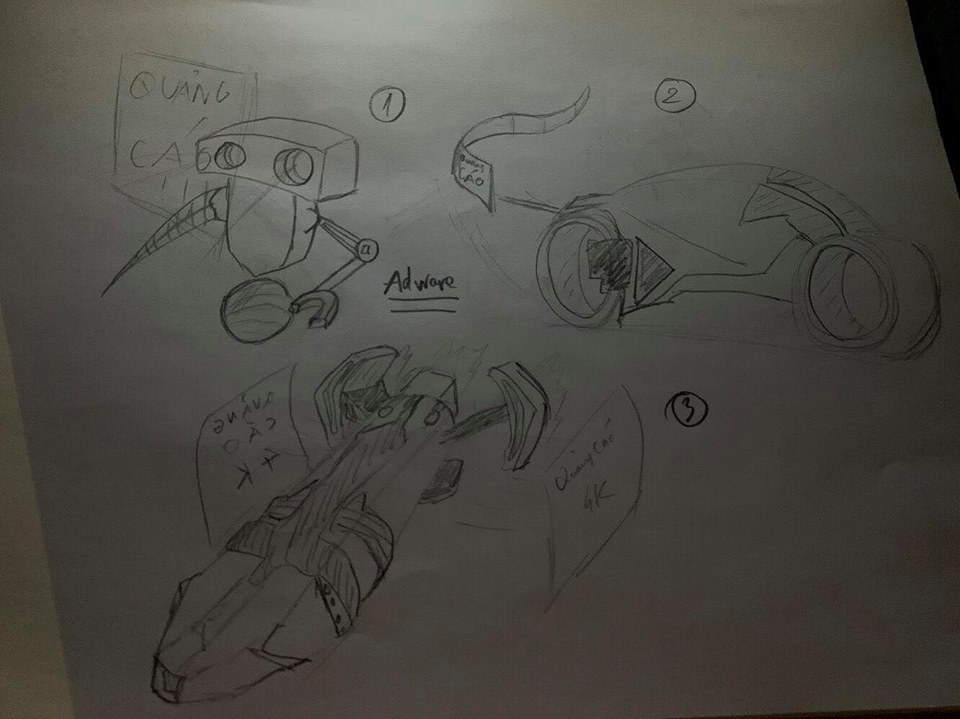 QUẢNG
CÁO
①
a
Adware
②
QUẢNG
CÁO
QUẢNG
CÁO
4K
③
Quảng Cáo
4K